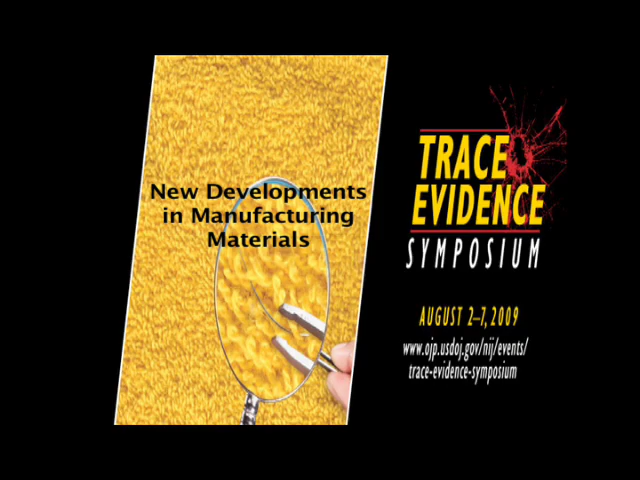 New Developments
in Manufacturing
Materials
TRACE
EVIDENCE
SYMPOSIUM
AUGUST 2–7, 2009
www.ojp.usdoj.gov/nij/events/
trace-evidence-symposium